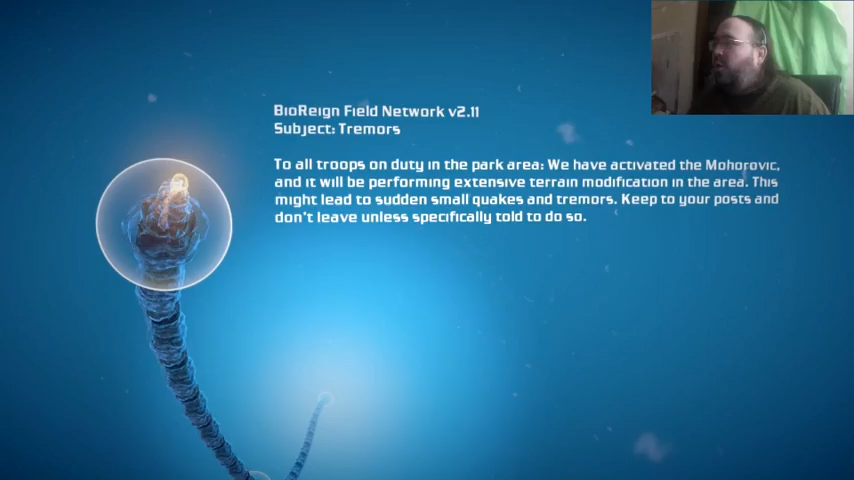 BioReign Field Network v2.11
Subject: Tremors
To all troops on duty in the park area: We have activated the Mohorovic,
and it will be performing extensive terrain modification in the area. This
might lead to sudden small quakes and tremors. Keep to your posts and
don't leave unless specifically told to do so.